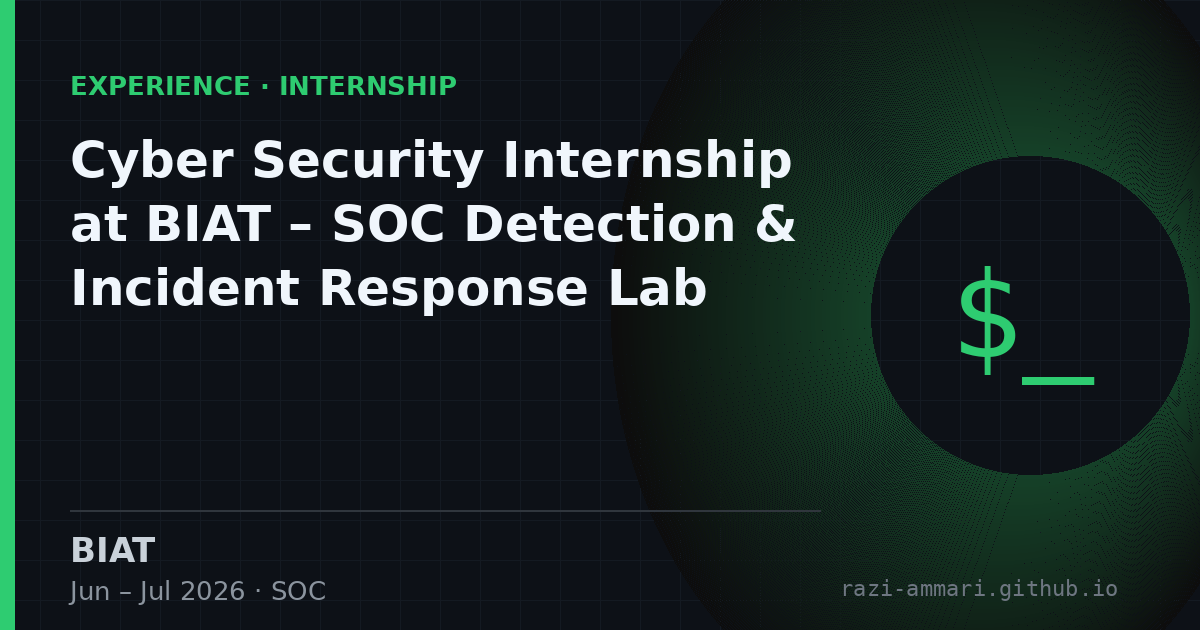 EXPERIENCE · INTERNSHIP
Cyber Security Internship
at BIAT – SOC Detection &
Incident Response Lab
$_
BIAT
Jun – Jul 2026 · SOC
razi-ammari.github.io